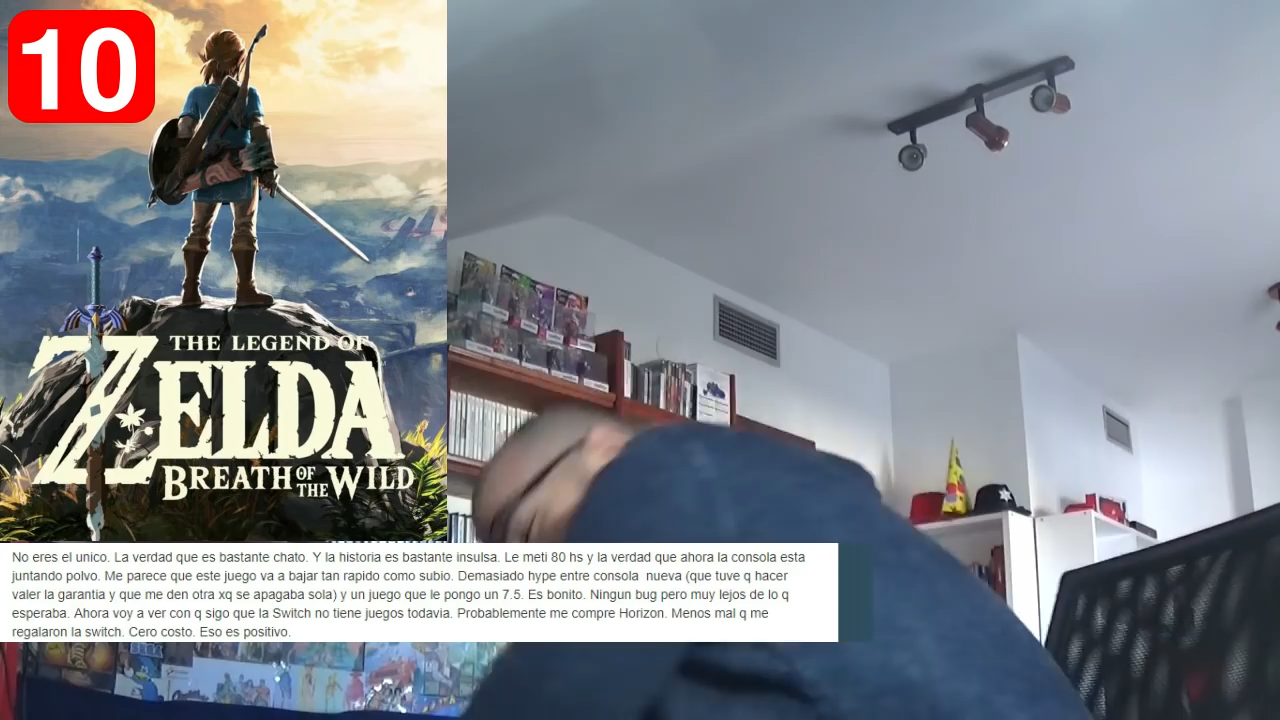 10
THE LEGEND OF
ZELDA
BREATH OF THE WILD
No eres el unico. La verdad que es bastante chato. Y la historia es bastante insulsa. Le meti 80 hs y la verdad que ahora la consola esta
juntando polvo. Me parece que este juego va a bajar tan rapido como subio. Demasiado hype entre consola  nueva (que tuve q hacer
valer la garantia y que me den otra xq se apagaba sola) y un juego que le pongo un 7.5. Es bonito. Ningun bug pero muy lejos de lo q
esperaba. Ahora voy a ver con q sigo que la Switch no tiene juegos todavia. Probablemente me compre Horizon. Menos mal q me
regalaron la switch. Cero costo. Eso es positivo.